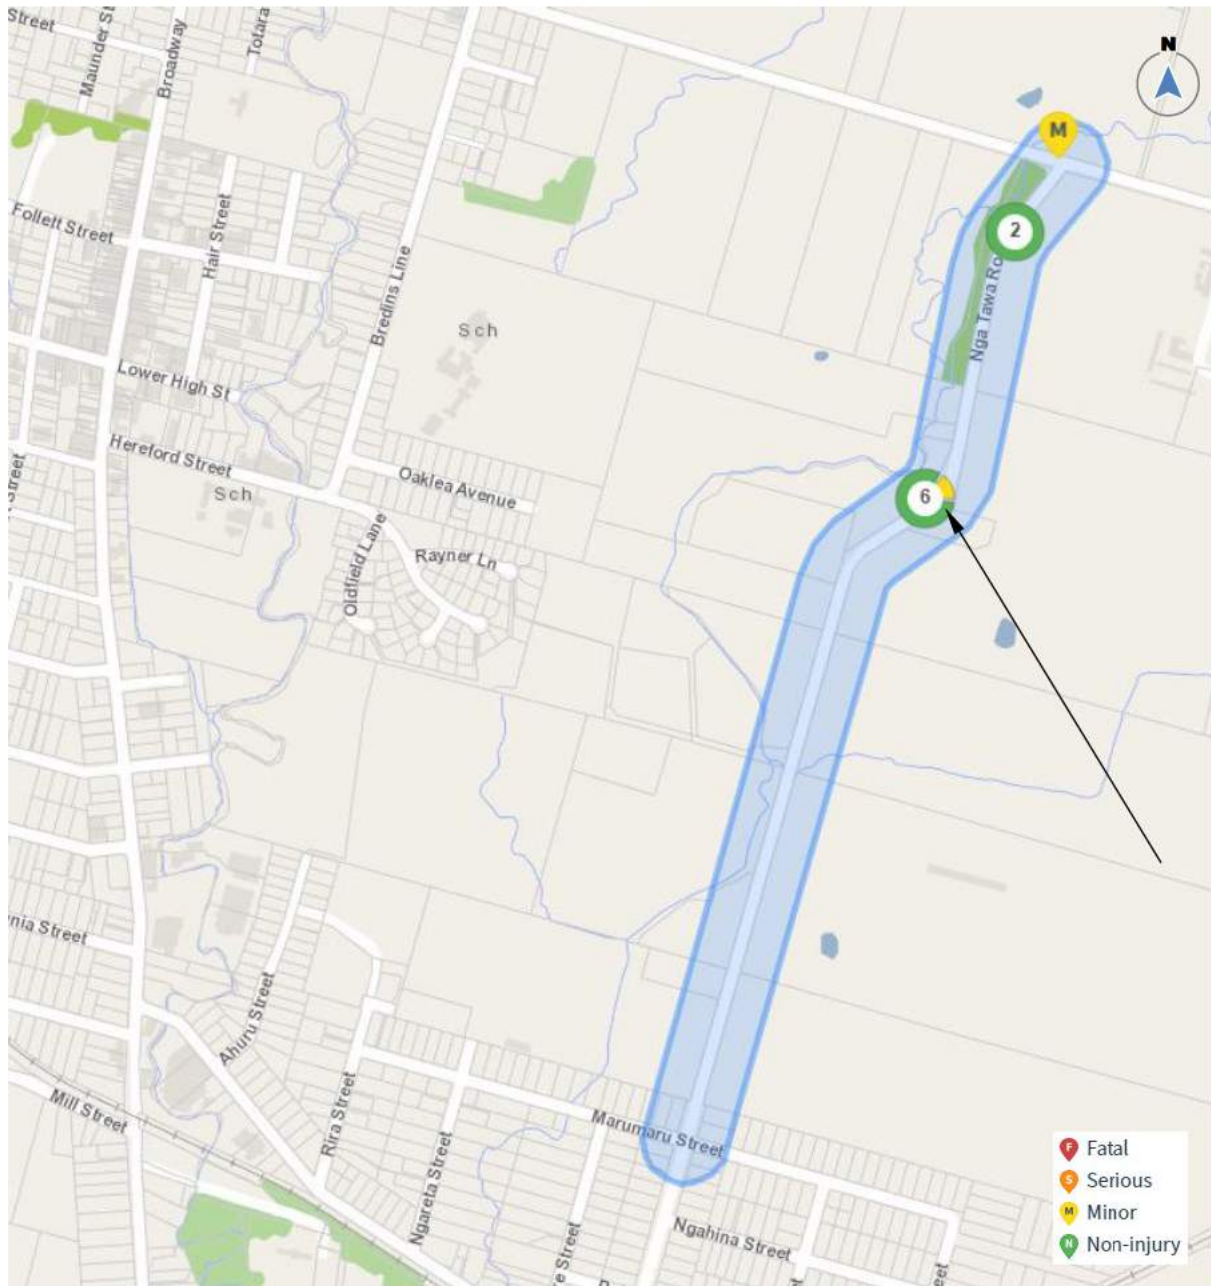 Street
Maunder St
Broadway
Totara
N
M
Follett Street
Hair Street
2
Bredins Line
Nga Tawa Ro
Sch
Lower High St
Hereford Street
Oaklea Avenue
Sch
6
Street
Oldfield Lane
Rayner Ln
nia Street
Ahuru Street
Mill Street
Rira Street
Ngareta Street
Marumaru Street
Ngahina Street
e Street
F Fatal
S Serious
M Minor
N Non-injury